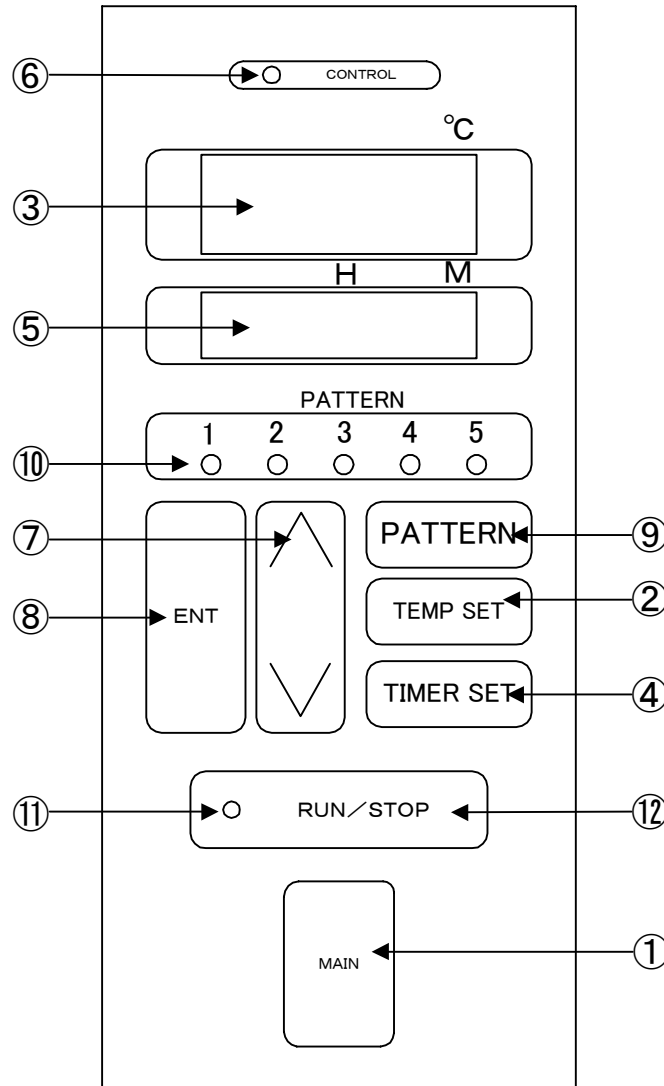 ⑥ CONTROL
℃
③
H M
⑤
PATTERN
1 2 3 4 5
⑩
⑦ PATTERN ⑨
⑧ ENT TEMP SET ②
TIMER SET ④
⑪ RUN／STOP ⑫
MAIN ①